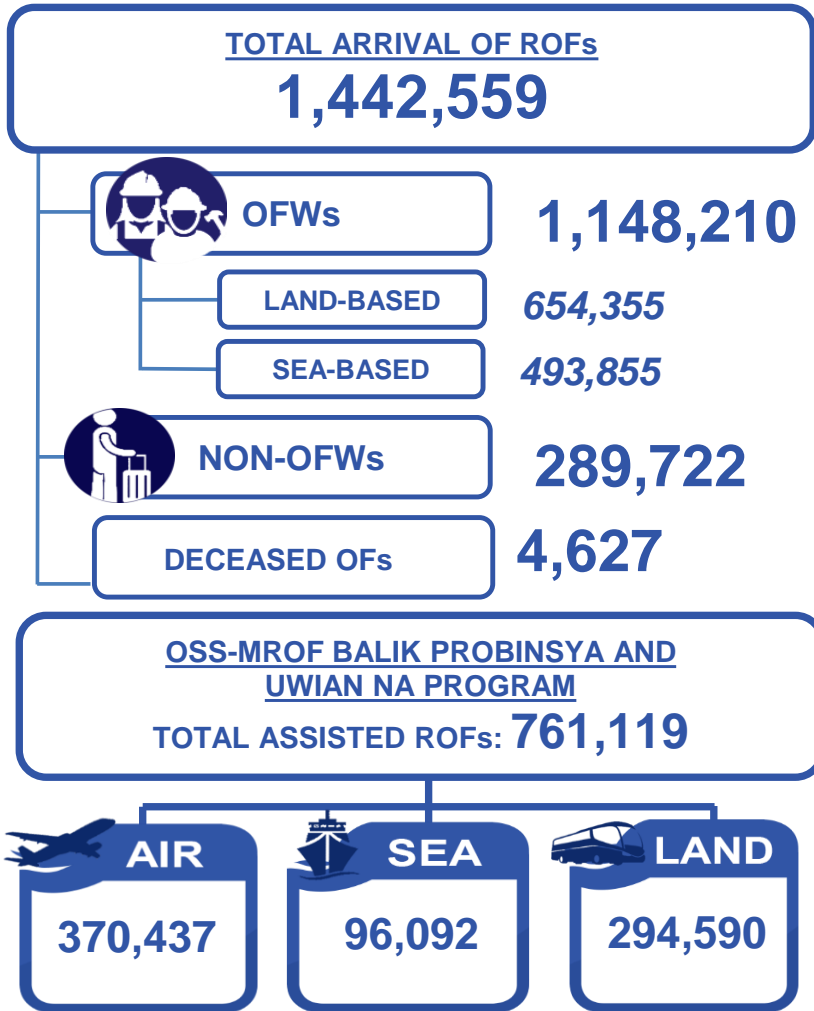 TOTAL ARRIVAL OF ROFs
1,442,559
OFWs 1,148,210
LAND-BASED 654,355
SEA-BASED 493,855
NON-OFWs 289,722
DECEASED OFs 4,627
OSS-MROF BALIK PROBINSYA AND
UWIAN NA PROGRAM
TOTAL ASSISTED ROFs: 761,119
AIR SEA LAND
370,437 96,092 294,590